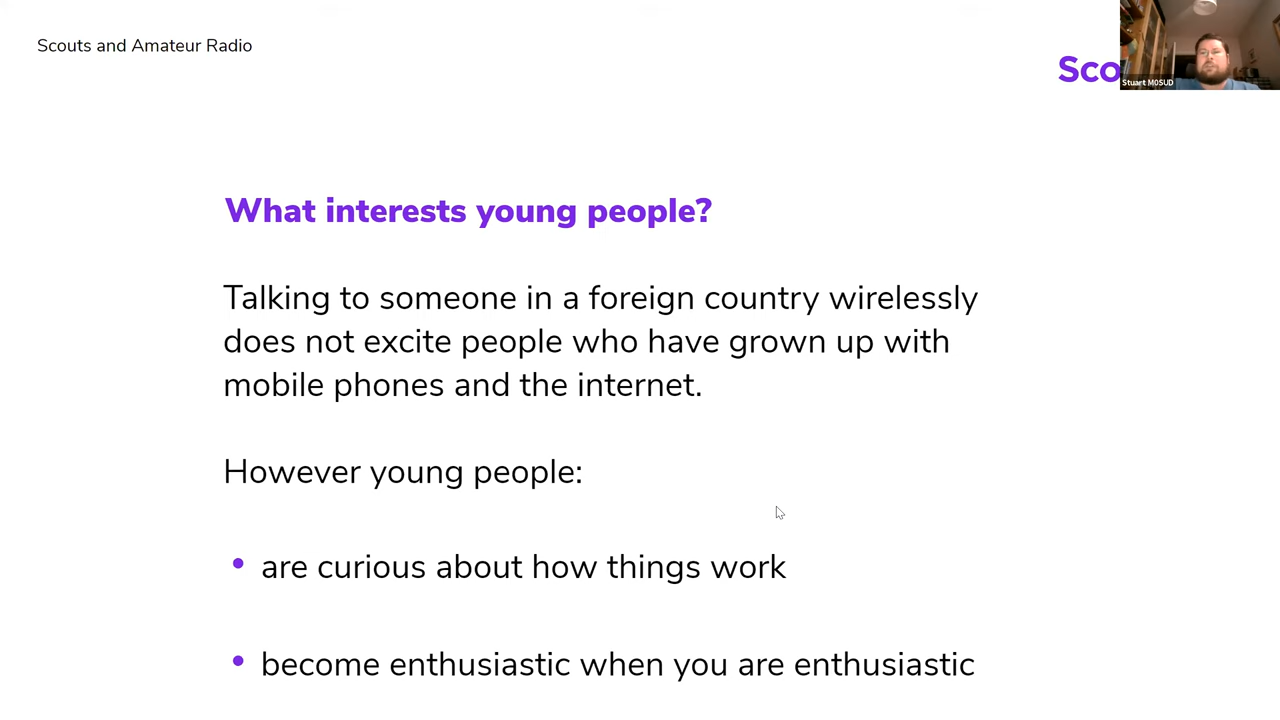 Scouts and Amateur Radio
Sco
Stuart M0SUD
What interests young people?
Talking to someone in a foreign country wirelessly
does not excite people who have grown up with
mobile phones and the internet.
However young people:
• are curious about how things work
• become enthusiastic when you are enthusiastic